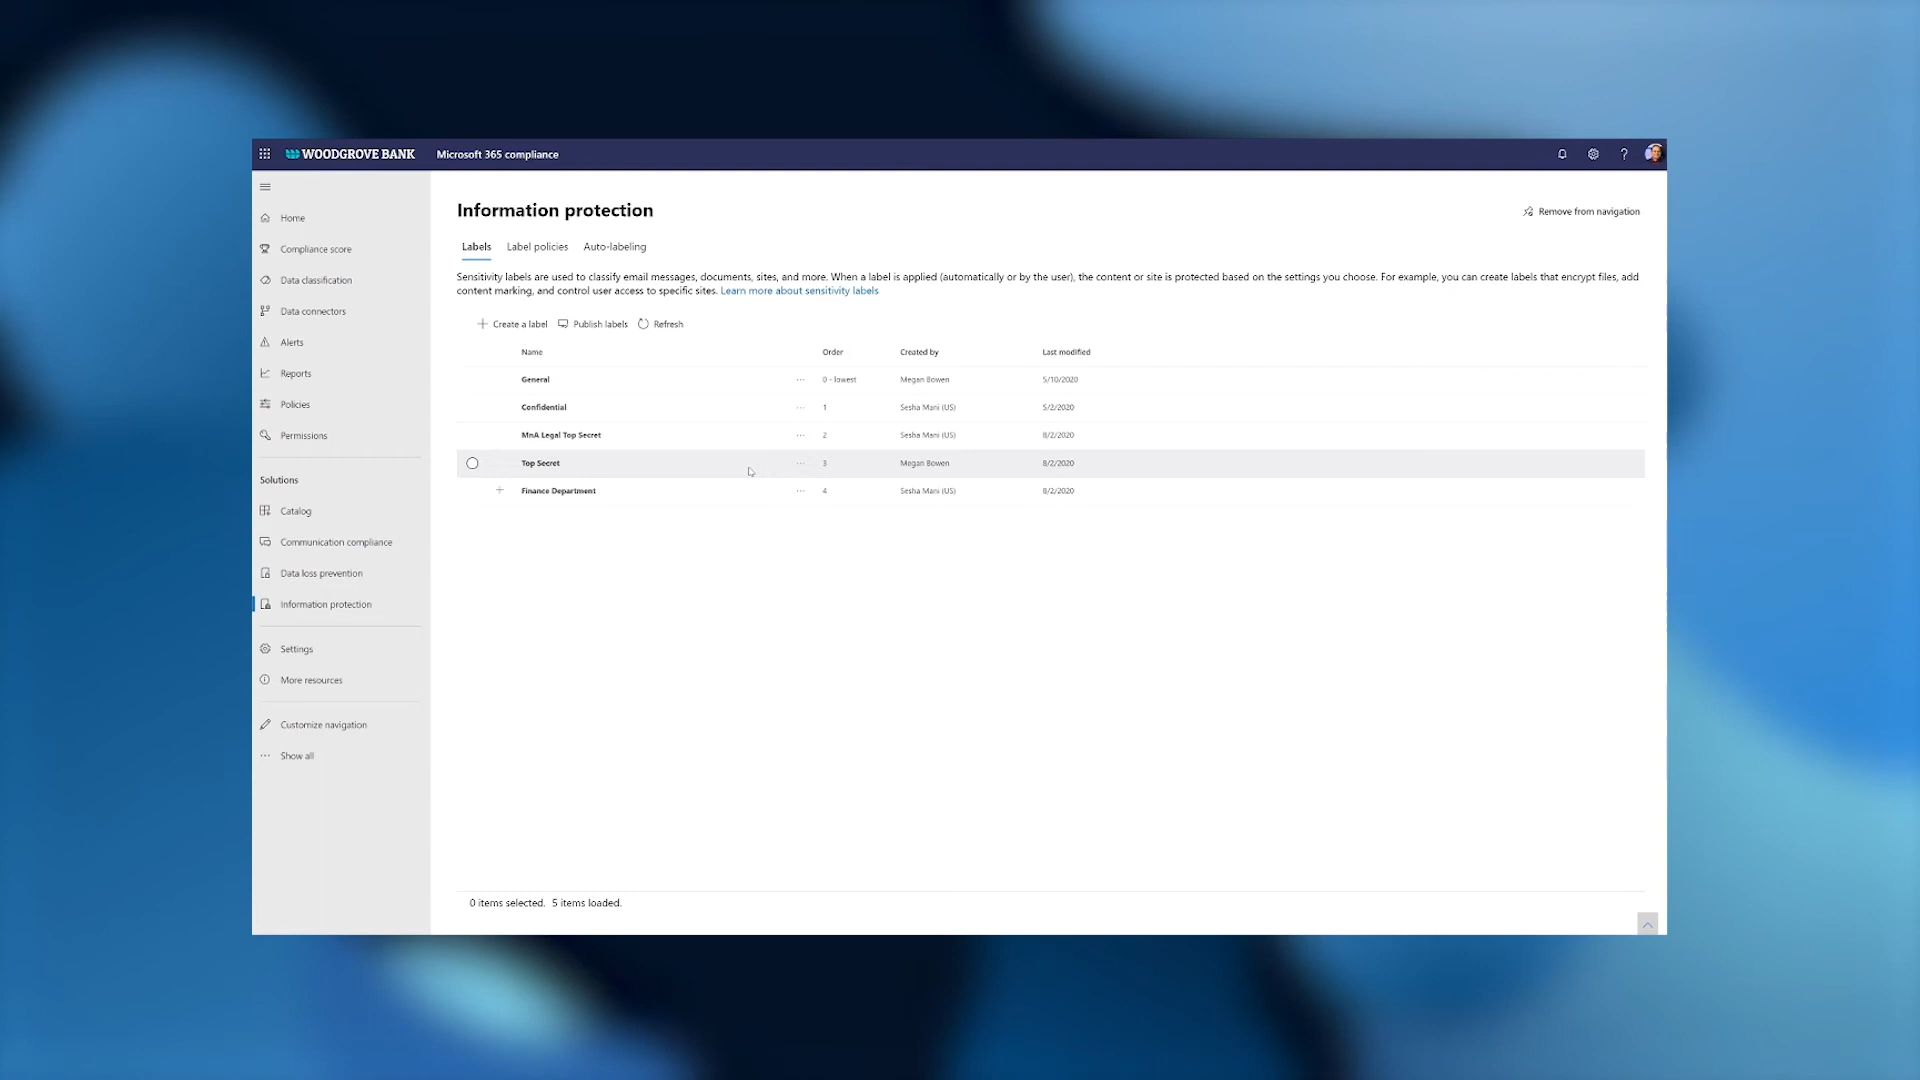 WOODGROVE BANK Microsoft 365 compliance ?
Home
Compliance score
Data classification
Data connectors
Alerts
Reports
Policies
Permissions
Solutions
Catalog
Communication compliance
Data loss prevention
Information protection
Settings
More resources
Customize navigation
Show all
Information protection
Remove from navigation
Labels Label policies Auto-labeling
Sensitivity labels are used to classify email messages, documents, sites, and more. When a label is applied (automatically or by the user), the content or site is protected based on the settings you choose. For example, you can create labels that encrypt files, add
content marking, and control user access to specific sites. Learn more about sensitivity labels
Create a label Publish labels Refresh
Name Order Created by Last modified
General 0 - lowest Megan Bowen 5/10/2020
Confidential 1 Sesha Mani (US) 5/2/2020
MnA Legal Top Secret 2 Sesha Mani (US) 8/2/2020
Top Secret 3 Megan Bowen 8/2/2020
Finance Department 4 Sesha Mani (US) 8/2/2020
0 items selected. 5 items loaded.